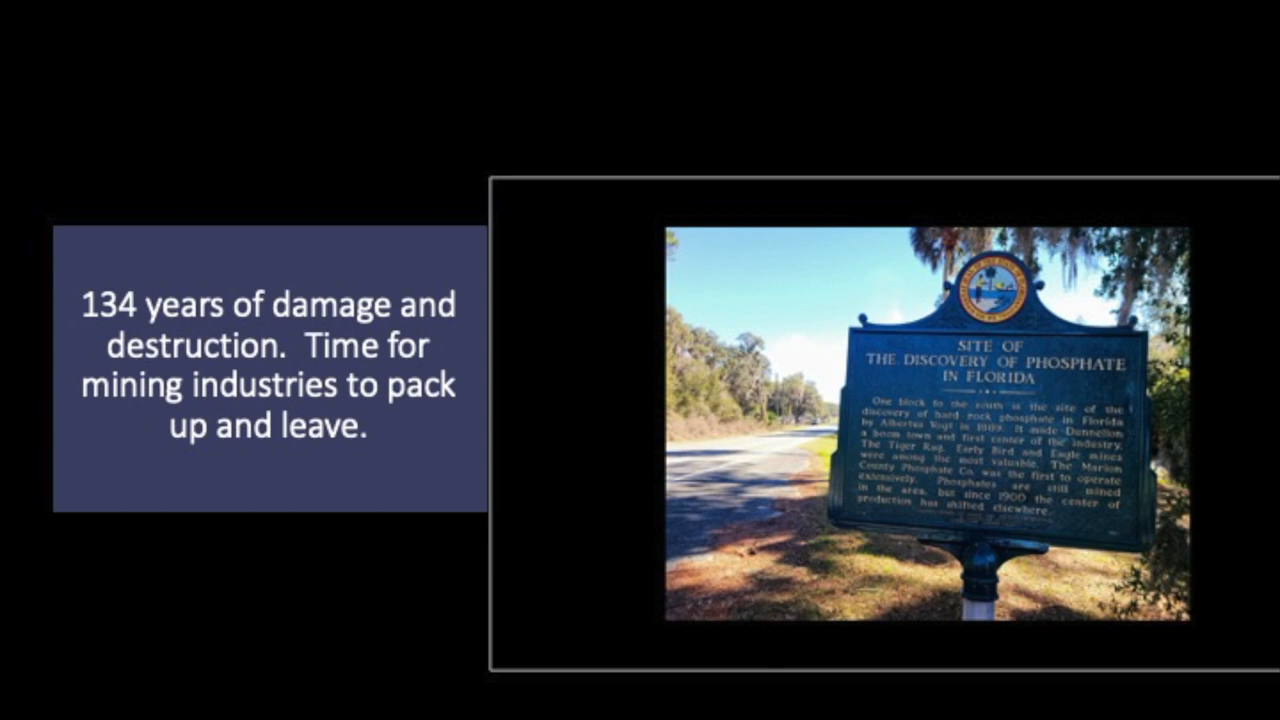 134 years of damage and
destruction.  Time for
mining industries to pack
up and leave.
SITE OF
THE DISCOVERY OF PHOSPHATE
IN FLORIDA
One block to the south is the site of the
discovery of hard rock phosphate in Florida
by Albertus Vogt in 1889. It made Dunnellon
a boom town and first center of the industry.
The Tiger Rag, Early Bird and Eagle mines
were among the most valuable. The Marion
County Phosphate Co. was the first to operate
extensively. Phosphates are still mined
in the area, but since 1900 the center of
production has shifted elsewhere.